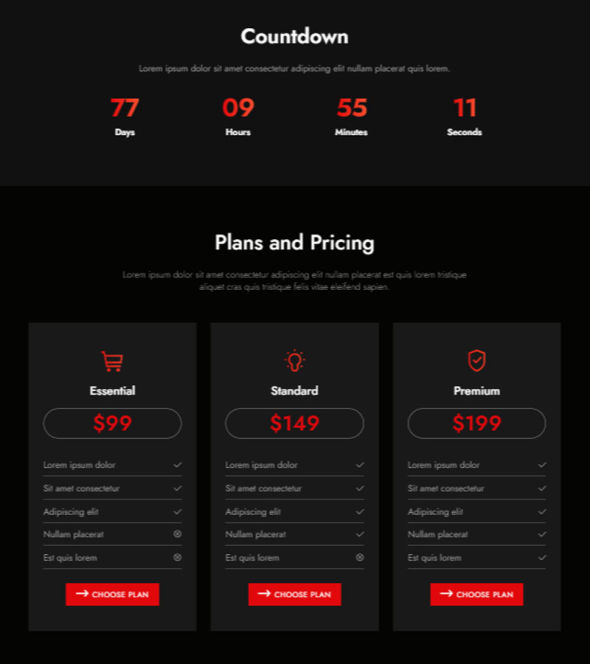 Countdown
Lorem ipsum dolor sit amet consectetur adipiscing elit nullam placerat quis lorem.
77 09 55 11
Days Hours Minutes Seconds
Plans and Pricing
Lorem ipsum dolor sit amet consectetur adipiscing elit nullam placerat est quis lorem tristique
aliquet cras quis tristique felis vitae eleifend sapien.
Essential
$99
Lorem ipsum dolor
Sit amet consectetur
Adipiscing elit
Nullam placerat
Est quis lorem
CHOOSE PLAN
Standard
$149
Lorem ipsum dolor
Sit amet consectetur
Adipiscing elit
Nullam placerat
Est quis lorem
CHOOSE PLAN
Premium
$199
Lorem ipsum dolor
Sit amet consectetur
Adipiscing elit
Nullam placerat
Est quis lorem
CHOOSE PLAN